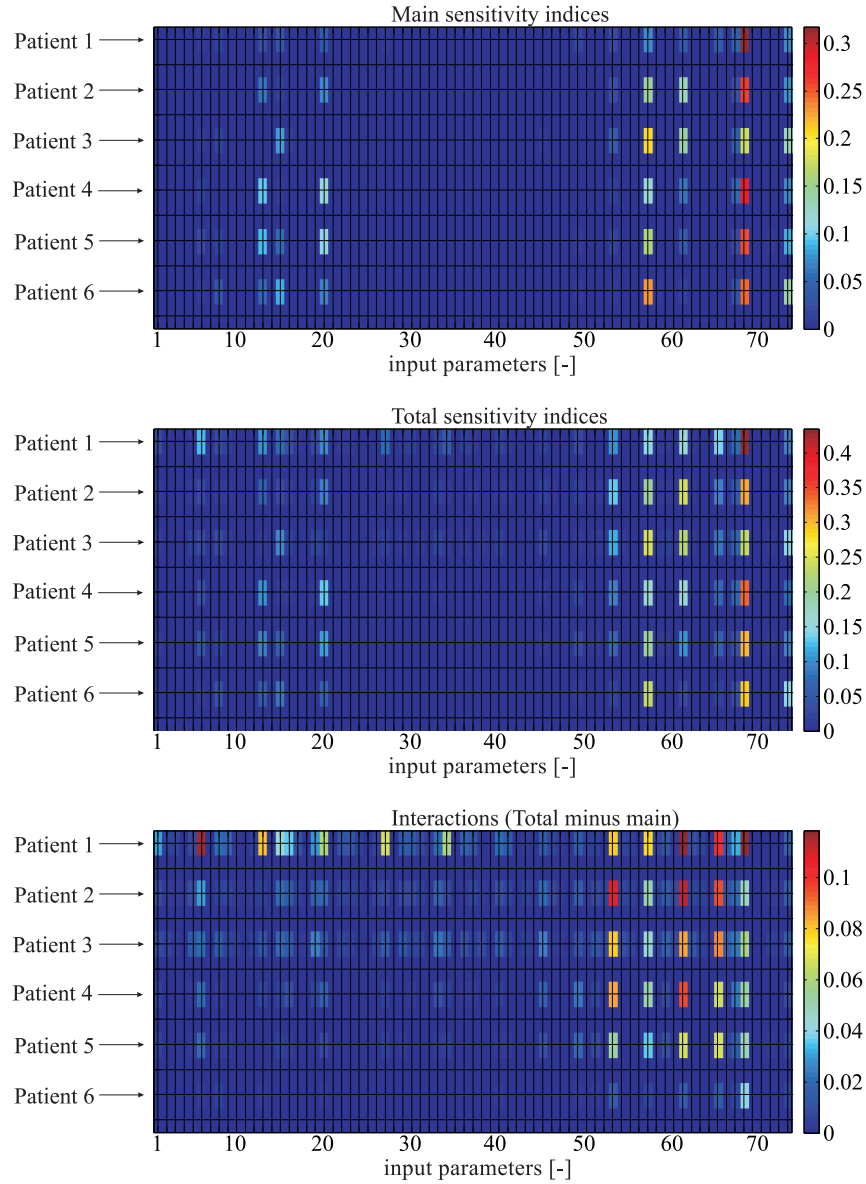 Main sensitivity indices
Patient 1
Patient 2
Patient 3
Patient 4
Patient 5
Patient 6
0.3
0.25
0.2
0.15
0.1
0.05
0
1 10 20 30 40 50 60 70
input parameters [-]
Total sensitivity indices
Patient 1
Patient 2
Patient 3
Patient 4
Patient 5
Patient 6
0.4
0.35
0.3
0.25
0.2
0.15
0.1
0.05
0
1 10 20 30 40 50 60 70
input parameters [-]
Interactions (Total minus main)
Patient 1
Patient 2
Patient 3
Patient 4
Patient 5
Patient 6
0.1
0.08
0.06
0.04
0.02
0
1 10 20 30 40 50 60 70
input parameters [-]